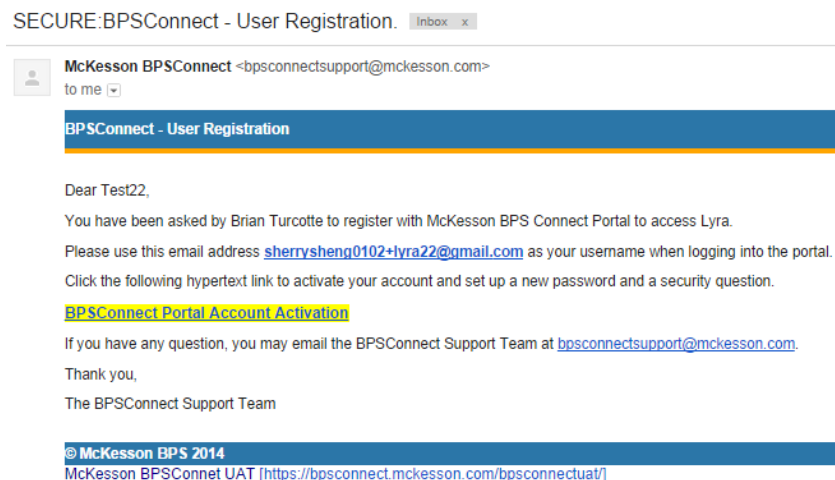 SECURE:BPSConnect - User Registration. Inbox x
McKesson BPSConnect <bpsconnectsupport@mckesson.com>
to me
BPSConnect - User Registration
Dear Test22,
You have been asked by Brian Turcotte to register with McKesson BPS Connect Portal to access Lyra.
Please use this email address sherrysheng0102+lyra22@gmail.com as your username when logging into the portal.
Click the following hypertext link to activate your account and set up a new password and a security question.
BPSConnect Portal Account Activation
If you have any question, you may email the BPSConnect Support Team at bpsconnectsupport@mckesson.com.
Thank you,
The BPSConnect Support Team
© McKesson BPS 2014
McKesson BPSConnet UAT [https://bpsconnect.mckesson.com/bpsconnectuat/]